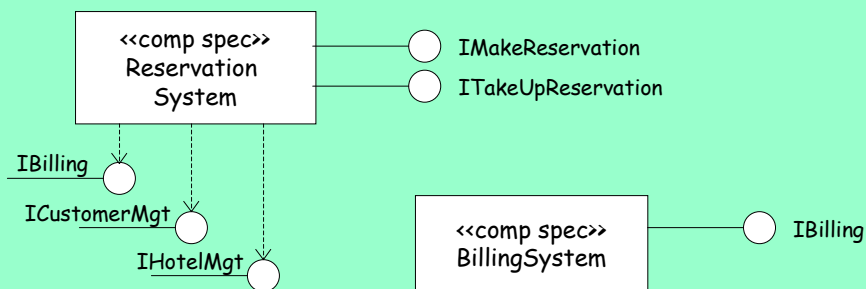 <<comp spec>>
Reservation
System
IMakeReservation
ITakeUpReservation
IBilling
ICustomerMgt
IHotelMgt
<<comp spec>>
BillingSystem
IBilling